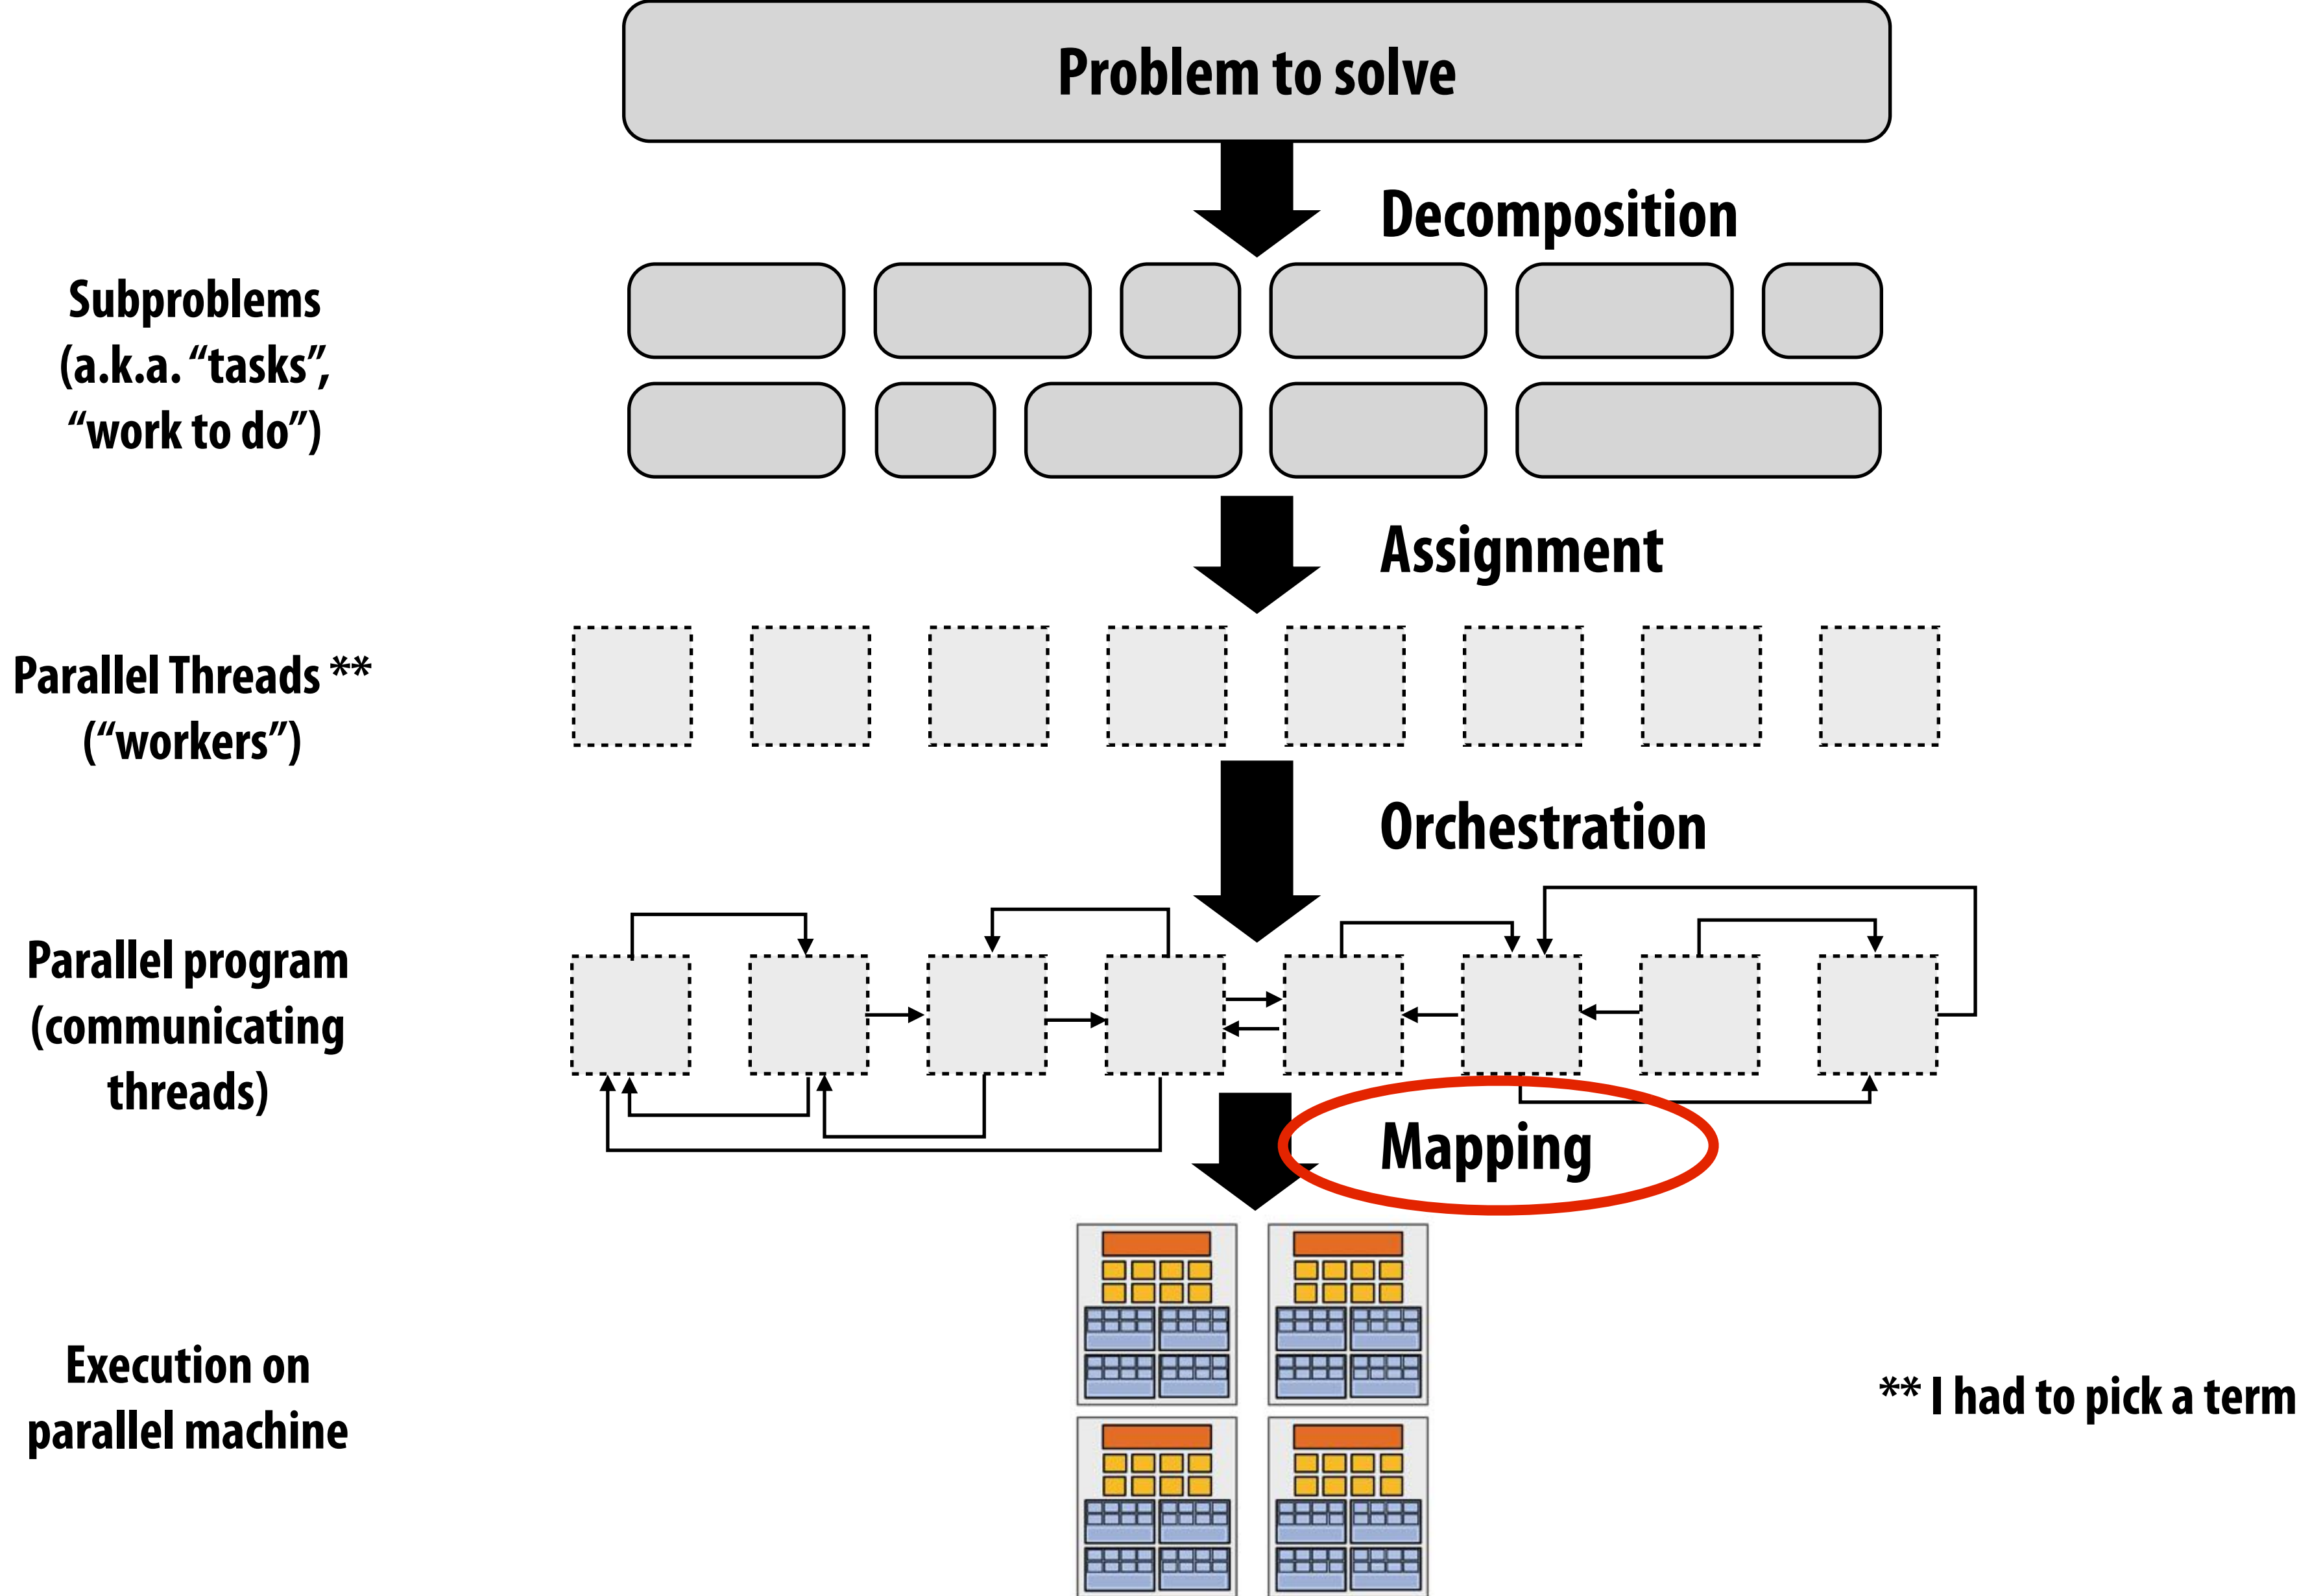 Problem to solve
Decomposition
Subproblems
(a.k.a. “tasks”,
“work to do”)
Assignment
Parallel Threads **
(“workers”)
Orchestration
Parallel program
(communicating
threads)
Mapping
Execution on
parallel machine
** I had to pick a term